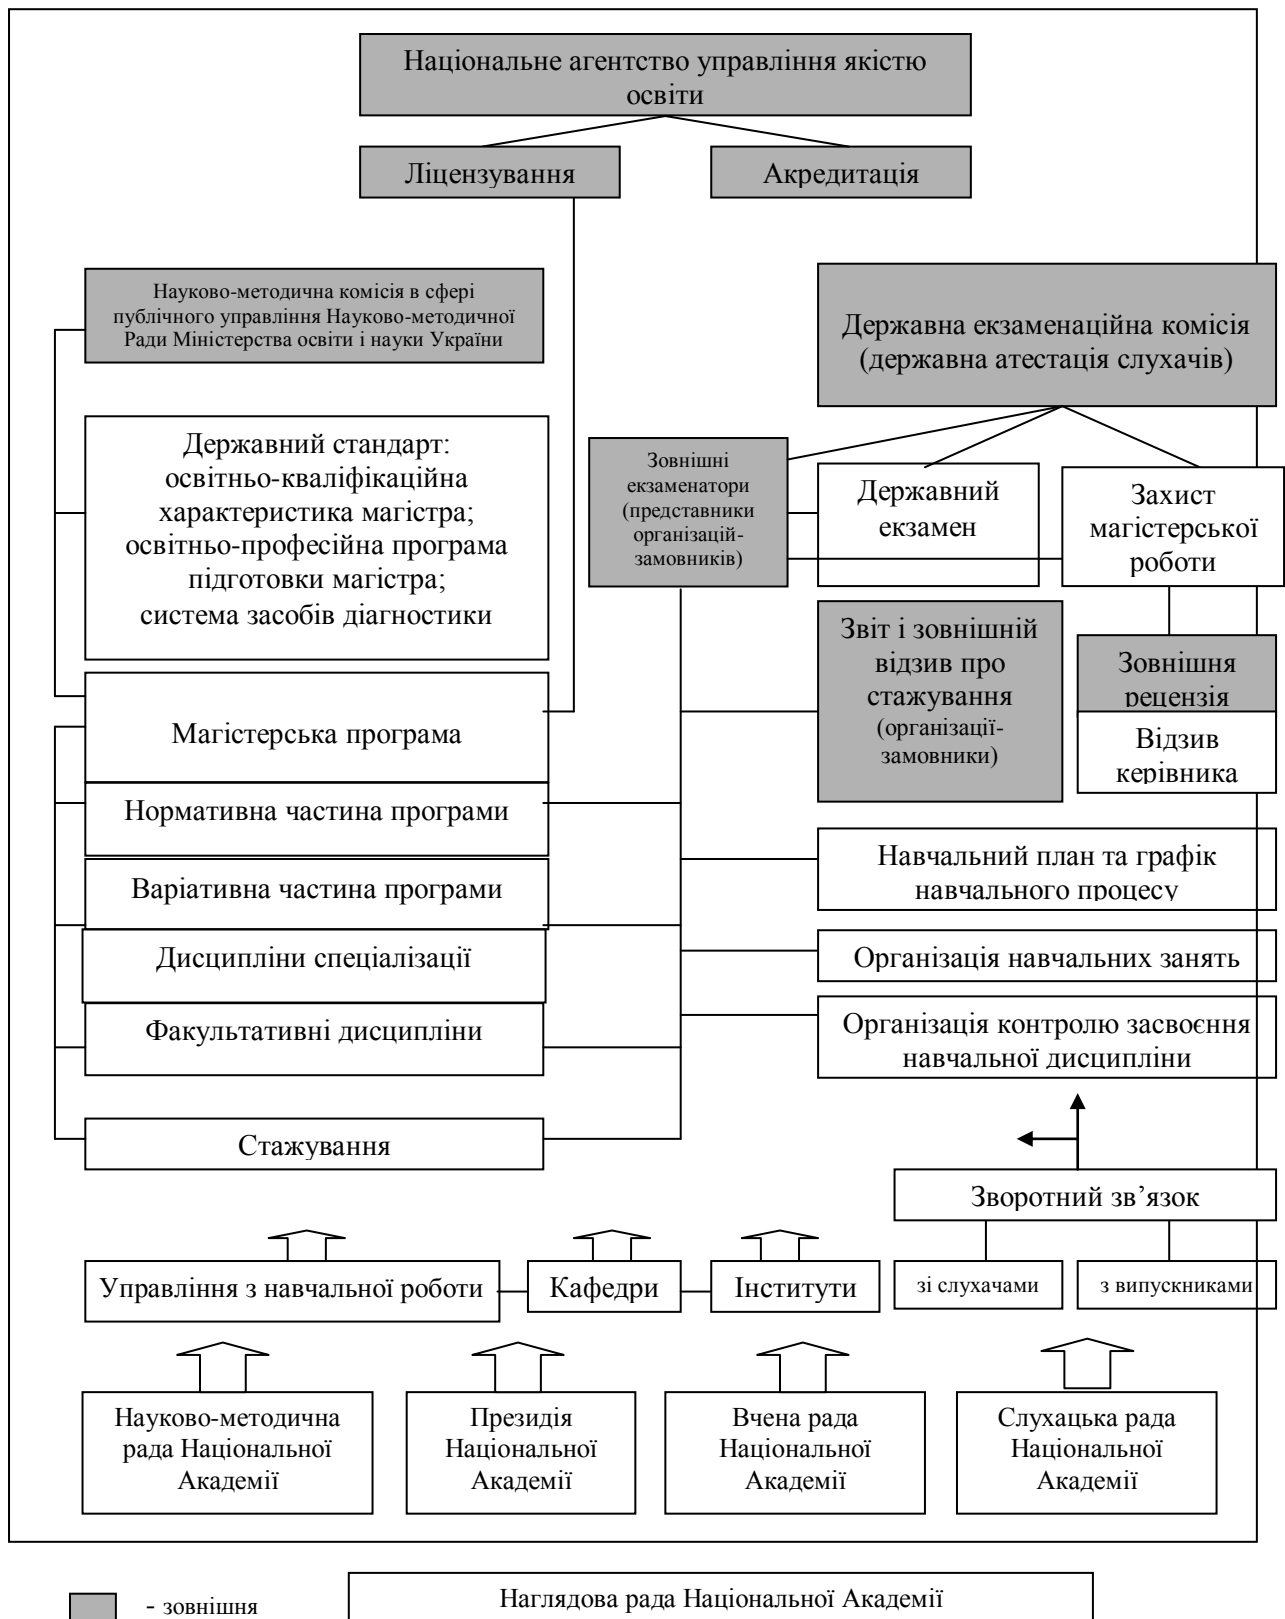 Національне агентство управління якістю
освіти
Ліцензування
Акредитація
Науково-методична комісія в сфері
публічного управління Науково-методичної
Ради Міністерства освіти і науки України
Державна екзаменаційна комісія
(державна атестація слухачів)
Державний стандарт:
освітньо-кваліфікаційна
характеристика магістра;
освітньо-професійна програма
підготовки магістра;
система засобів діагностики
Зовнішні
екзаменатори
(представники
організацій-
замовників)
Державний
екзамен
Захист
магістерської
роботи
Звіт і зовнішній
відзив про
стажування
(організації-
замовники)
Зовнішня
рецензія
Відзив
керівника
Магістерська програма
Нормативна частина програми
Варіативна частина програми
Дисципліни спеціалізації
Факультативні дисципліни
Стажування
Навчальний план та графік
навчального процесу
Організація навчальних занять
Організація контролю засвоєння
навчальної дисципліни
Зворотний зв’язок
зі слухачами
з випускниками
Управління з навчальної роботи
Кафедри
Інститути
Науково-методична
рада Національної
Академії
Президія
Національної
Академії
Вчена рада
Національної
Академії
Слухацька рада
Національної
Академії
- зовнішня
Наглядова рада Національної Академії